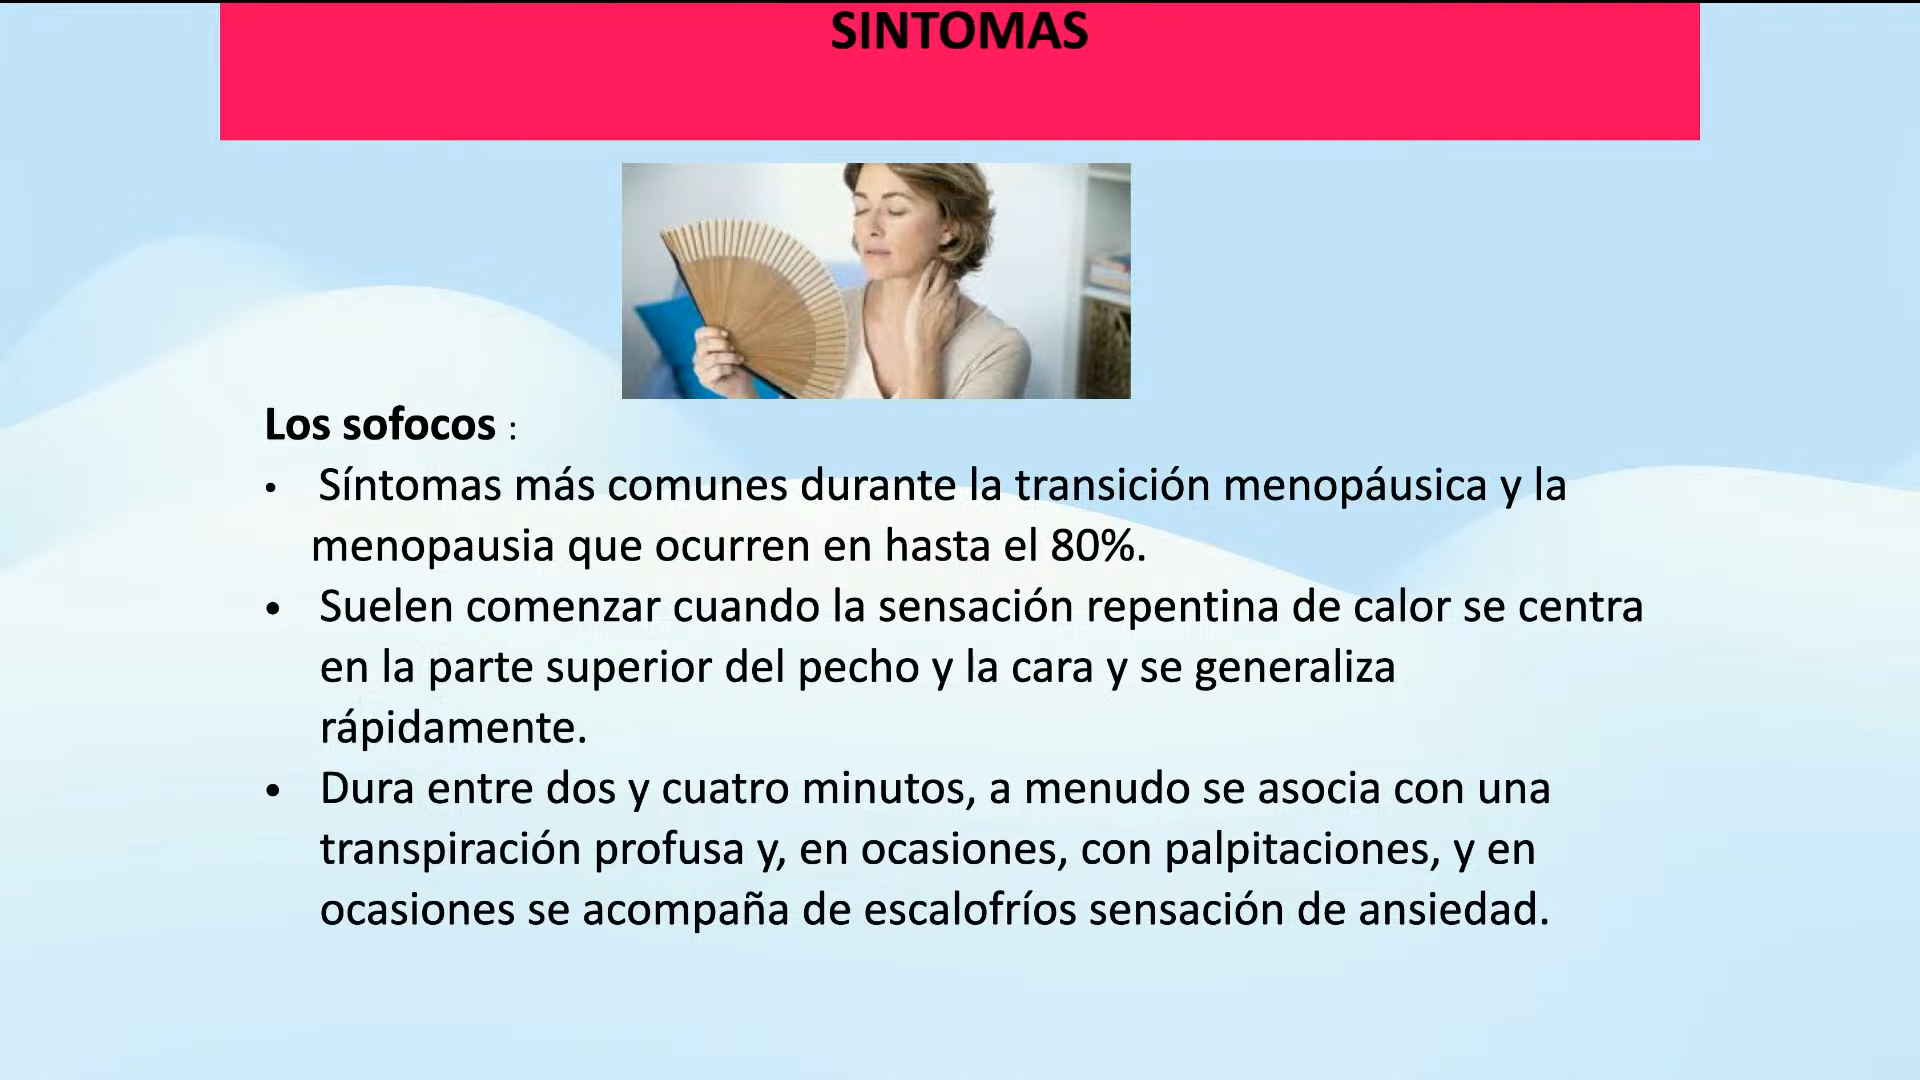 SINTOMAS
Los sofocos :
• Síntomas más comunes durante la transición menopáusica y la
menopausia que ocurren en hasta el 80%.
• Suelen comenzar cuando la sensación repentina de calor se centra
en la parte superior del pecho y la cara y se generaliza
rápidamente.
• Dura entre dos y cuatro minutos, a menudo se asocia con una
transpiración profusa y, en ocasiones, con palpitaciones, y en
ocasiones se acompaña de escalofríos sensación de ansiedad.